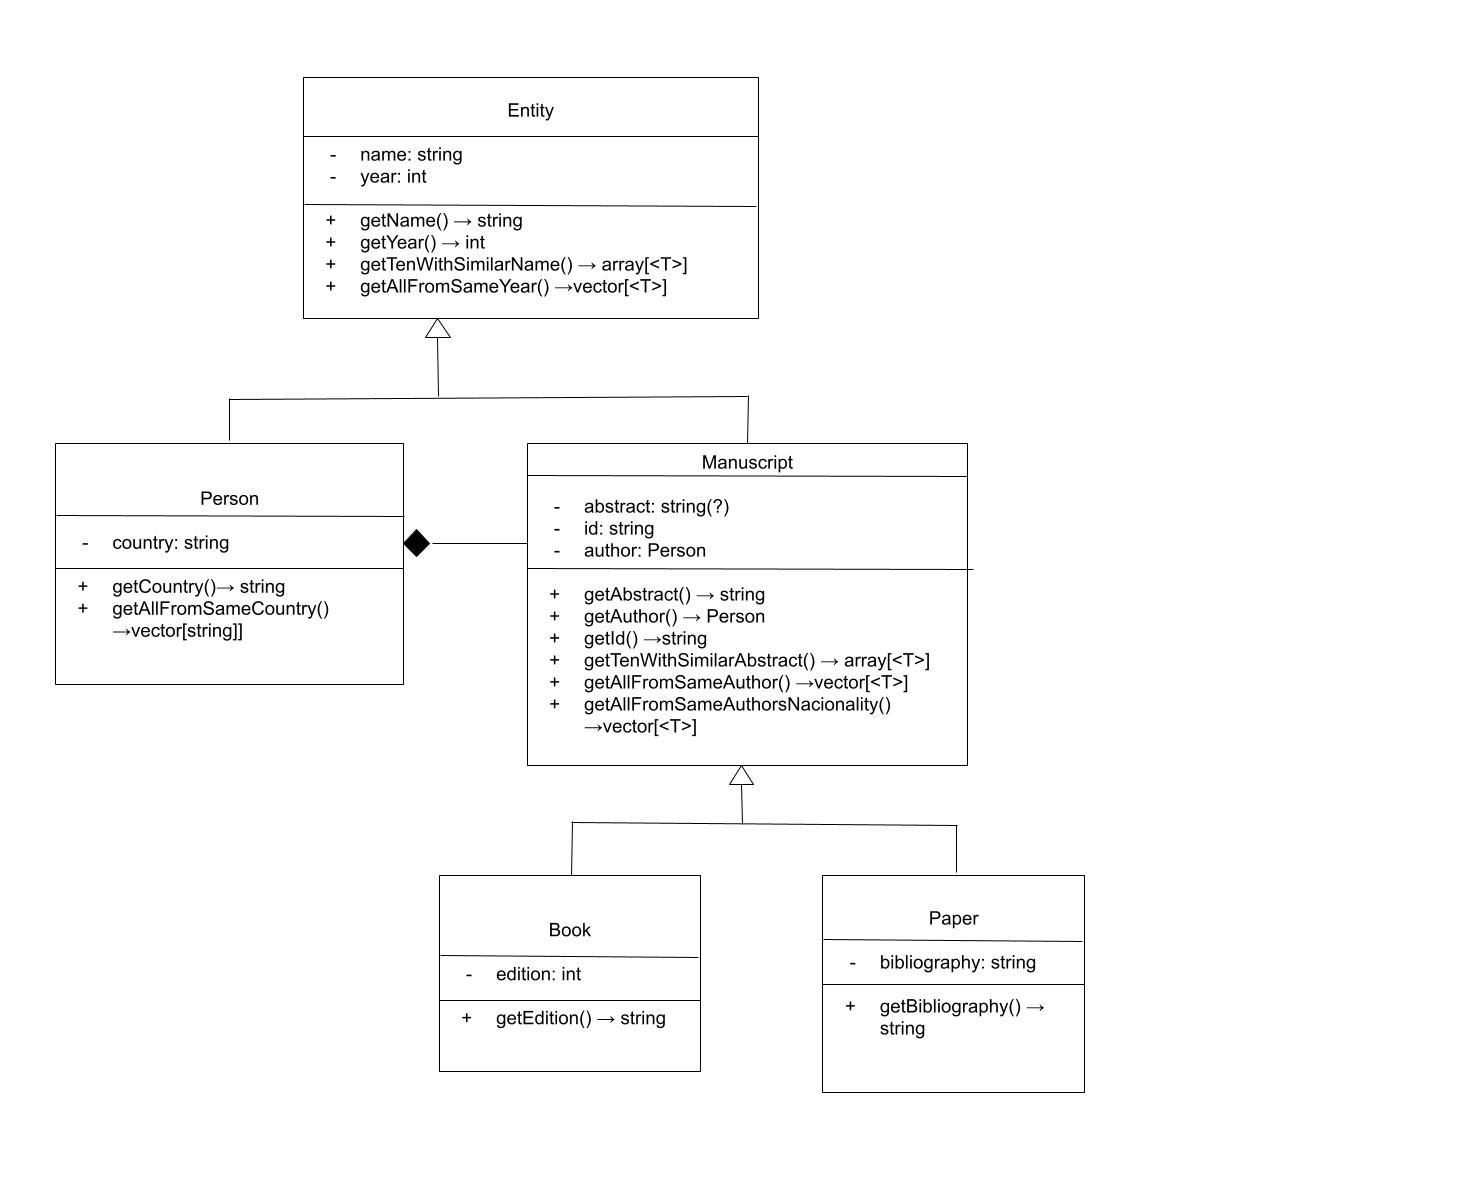 Entity
- name: string
- year: int
+ getName() → string
+ getYear() → int
+ getTenWithSimilarName() → array[<T>]
+ getAllFromSameYear() →vector[<T>]
Person
- country: string
+ getCountry()→ string
+ getAllFromSameCountry()
→vector[string]]
Manuscript
- abstract: string(?)
- id: string
- author: Person
+ getAbstract() → string
+ getAuthor() → Person
+ getId() →string
+ getTenWithSimilarAbstract() → array[<T>]
+ getAllFromSameAuthor() →vector[<T>]
+ getAllFromSameAuthorsNacionality()
→vector[<T>]
Book
- edition: int
+ getEdition() → string
Paper
- bibliography: string
+ getBibliography() →
string